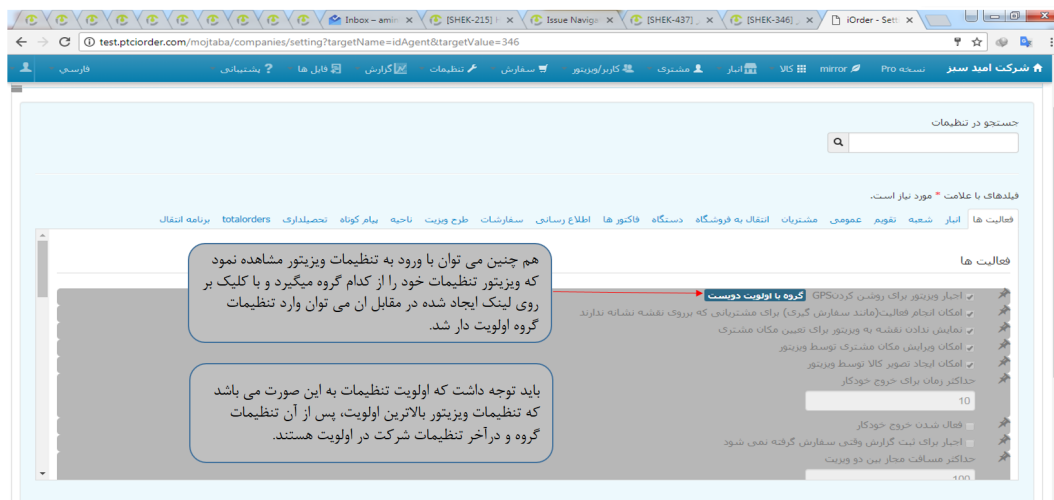 Inbox – amin
[SHEK-215]
Issue Naviga
[SHEK-437]
[SHEK-346]
iOrder - Sett
test.ptciorder.com/mojtaba/companies/setting?targetName=idAgent&targetValue=346
شرکت امید سبز نسخه Pro mirror کالا VIS انبار مشتری کاربر/ویزیتور سفارش تنظیمات گزارش فایل ها پشتیبانی فارسی
جستجو در تنظیمات
فیلدهای با علامت * مورد نیاز است.
فعالیت ها انبار شعبه تقویم عمومی مشتریان انتقال به فروشگاه دستگاه فاکتور ها اطلاع رسانی سفارشات طرح ویزیت ناحیه پیام کوتاه تحصیلداری totalorders برنامه انتقال
فعالیت ها
اجبار ویزیتور برای روشن کردنGPS گروه با اولویت دویست
امکان انجام فعالیت(مانند سفارش گیری) برای مشتریانی که برروی نقشه نشانه ندارند
نمایش ندادن نقشه به ویزیتور برای تعیین مکان مشتری
امکان ویرایش مکان مشتری توسط ویزیتور
امکان ایجاد تصویر کالا توسط ویزیتور
حداکثر زمان برای خروج خودکار
10
فعال شدن خروج خودکار
اجبار برای ثبت گزارش وقتی سفارش گرفته نمی شود
حداکثر مسافت مجاز بین دو ویزیت
100
هم چنین می توان با ورود به تنظیمات ویزیتور مشاهده نمود
که ویزیتور تنظیمات خود را از کدام گروه میگیرد و با کلیک بر
روی لینک ایجاد شده در مقابل ان می توان وارد تنظیمات
گروه اولویت دار شد.
باید توجه داشت که اولویت تنظیمات به این صورت می باشد
که تنظیمات ویزیتور بالاترین اولویت، پس از آن تنظیمات
گروه و درآخر تنظیمات شرکت در اولویت هستند.